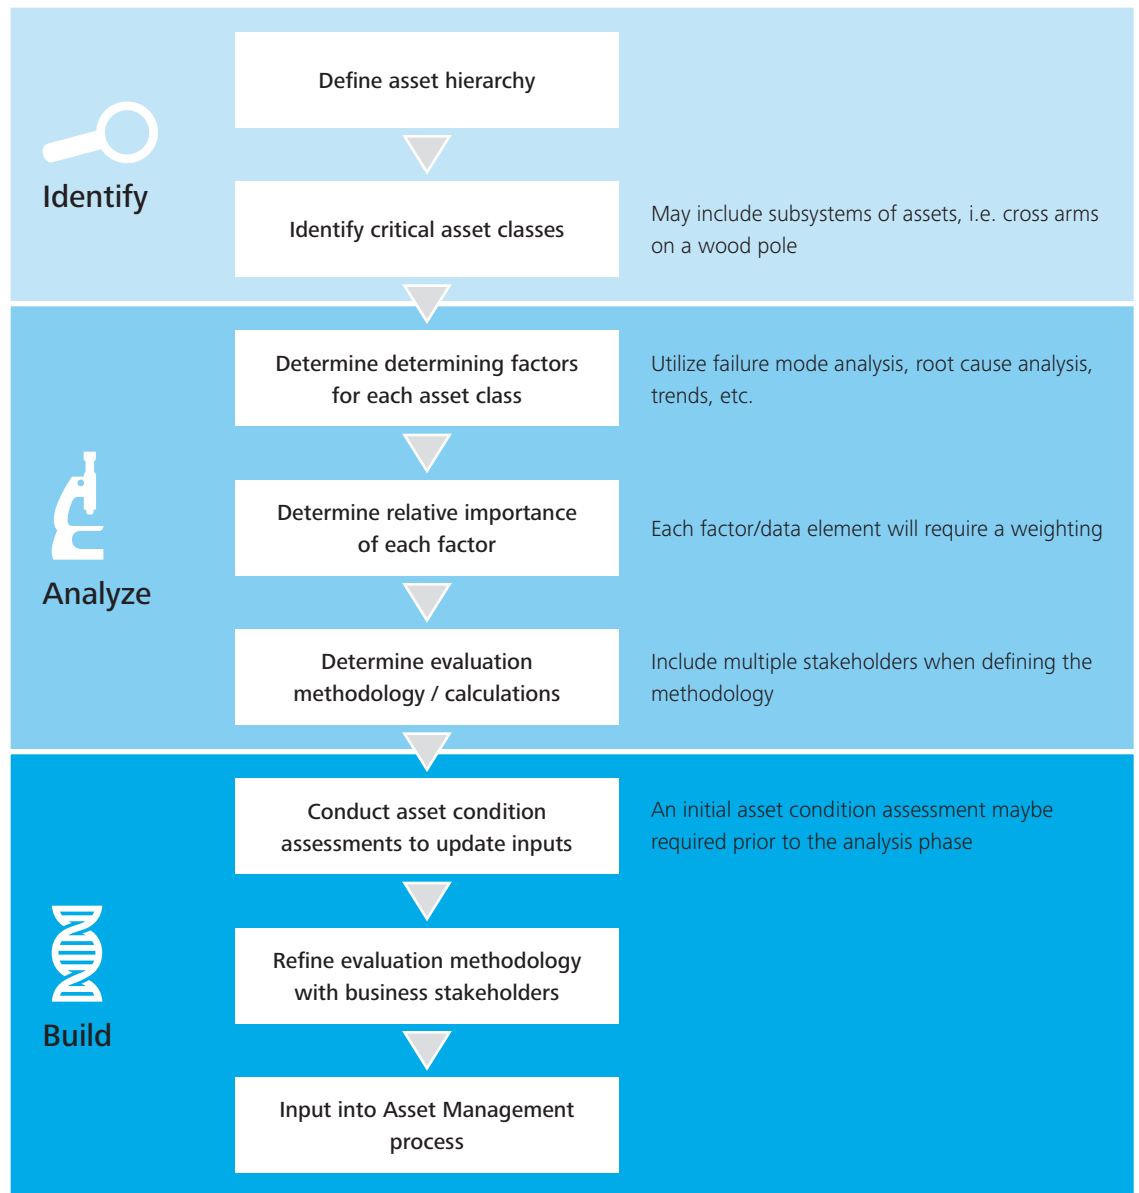 Define asset hierarchy
Identify
Identify critical asset classes
May include subsystems of assets, i.e. cross arms
on a wood pole
Determine determining factors
for each asset class
Utilize failure mode analysis, root cause analysis,
trends, etc.
Analyze
Determine relative importance
of each factor
Each factor/data element will require a weighting
Determine evaluation
methodology / calculations
Include multiple stakeholders when defining the
methodology
Build
Conduct asset condition
assessments to update inputs
An initial asset condition assessment maybe
required prior to the analysis phase
Refine evaluation methodology
with business stakeholders
Input into Asset Management
process